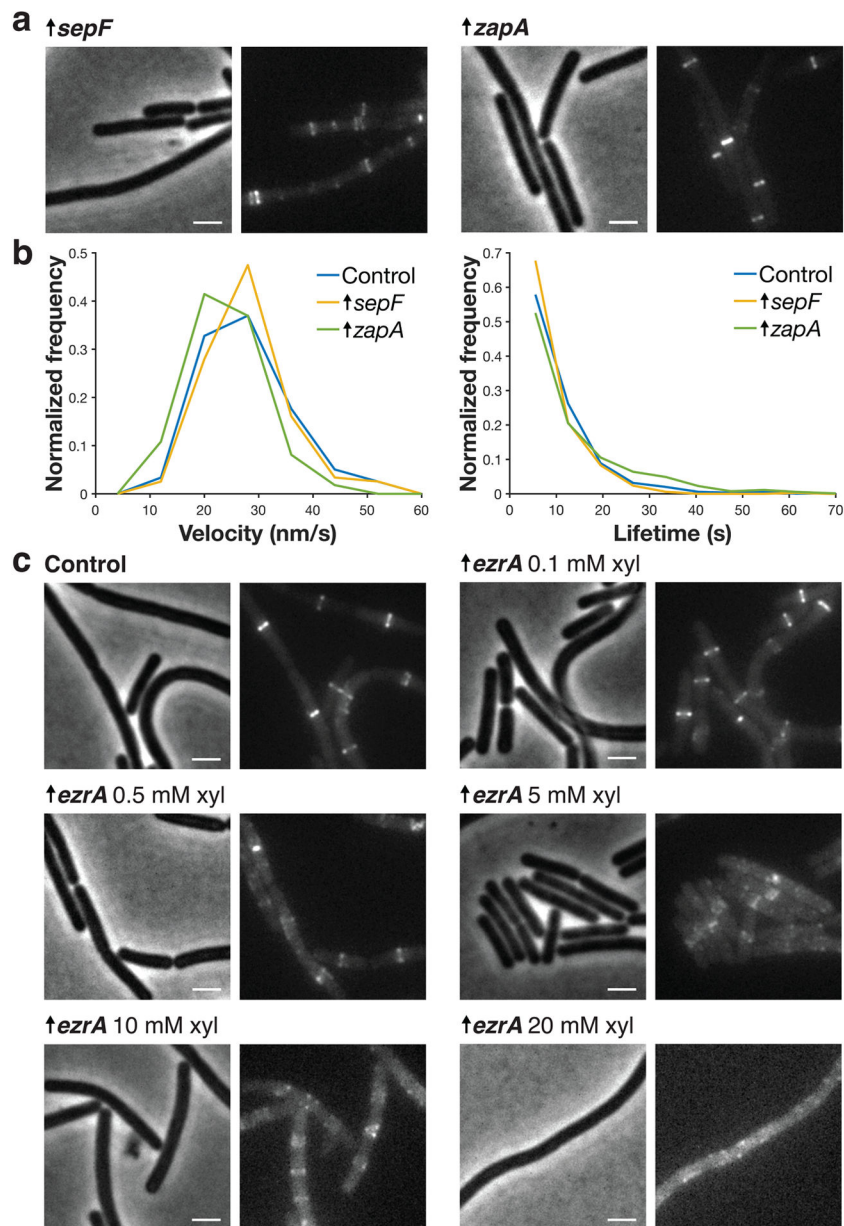 a ↑sepF ↑zapA
b
Normalized frequency
0.5
0.4
0.3
0.2
0.1
0
0 10 20 30 40 50 60
Velocity (nm/s)
Control
↑sepF
↑zapA
Normalized frequency
0.7
0.6
0.5
0.4
0.3
0.2
0.1
0
0 10 20 30 40 50 60 70
Lifetime (s)
Control
↑sepF
↑zapA
c Control ↑ezrA 0.1 mM xyl
↑ezrA 0.5 mM xyl ↑ezrA 5 mM xyl
↑ezrA 10 mM xyl ↑ezrA 20 mM xyl